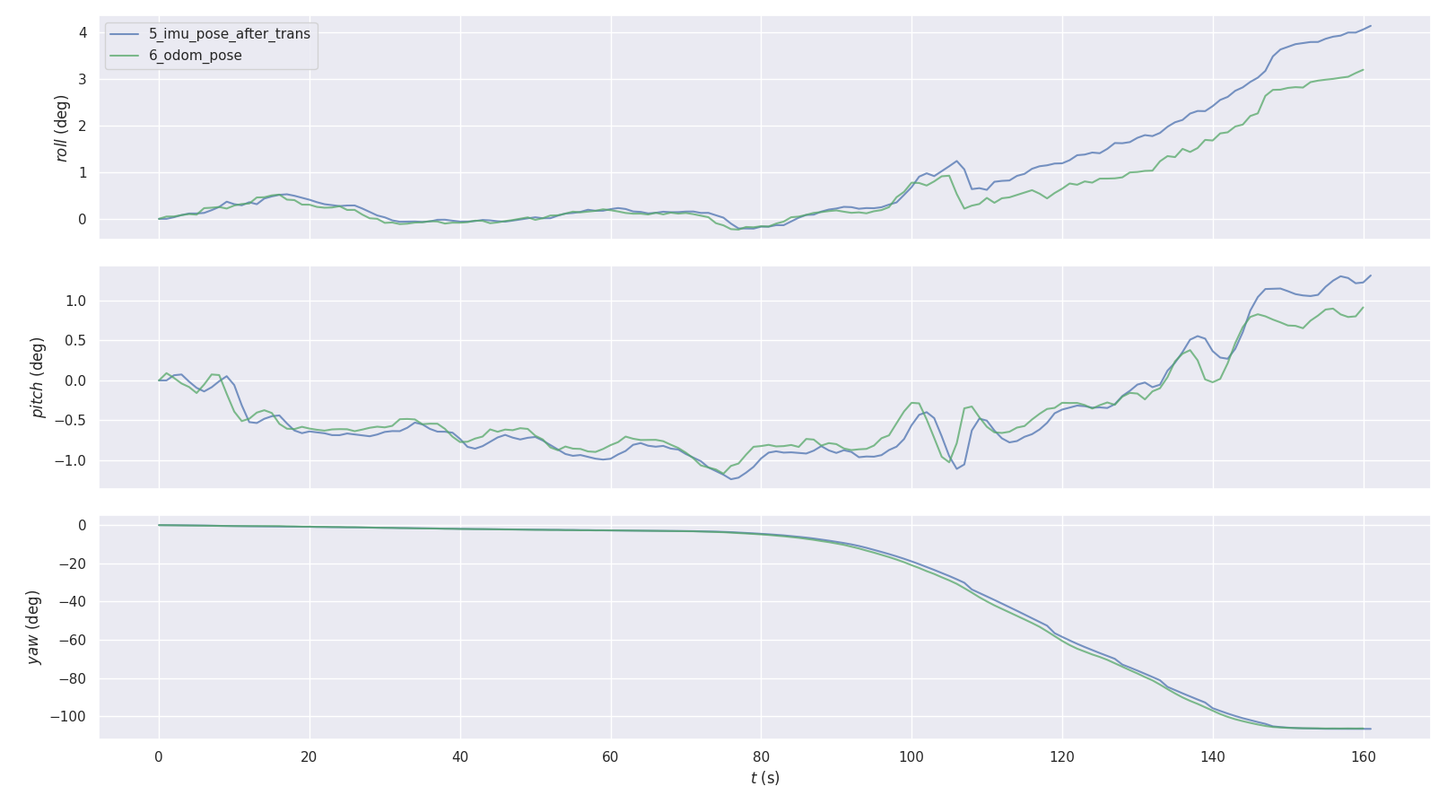 5_imu_pose_after_trans
6_odom_pose
4
3
2
1
0
roll (deg)
1.0
0.5
0.0
−0.5
−1.0
pitch (deg)
0
−20
−40
−60
−80
−100
yaw (deg)
0 20 40 60 80 100 120 140 160
t (s)